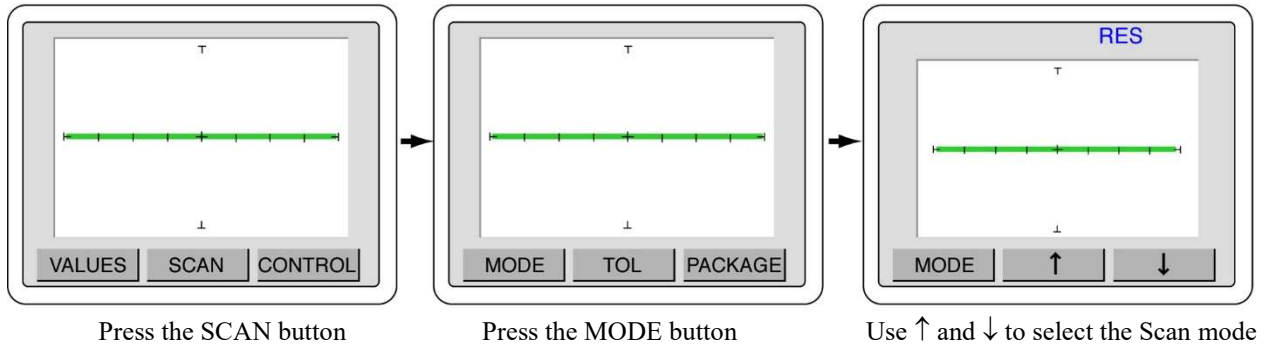 RES
VALUES SCAN CONTROL
MODE TOL PACKAGE
MODE ↑ ↓
Press the SCAN button
Press the MODE button
Use ↑ and ↓ to select the Scan mode